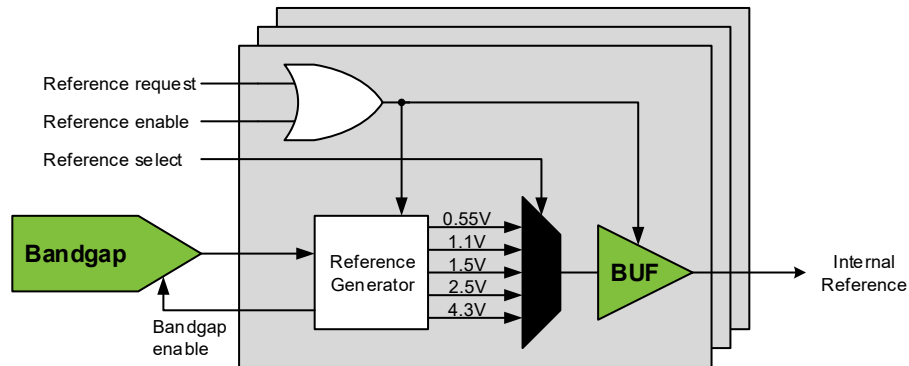 Reference request
Reference enable
Reference select
0.55V
Bandgap
1.1V
Reference
Generator
1.5V
BUF
Internal
Reference
2.5V
4.3V
Bandgap
enable